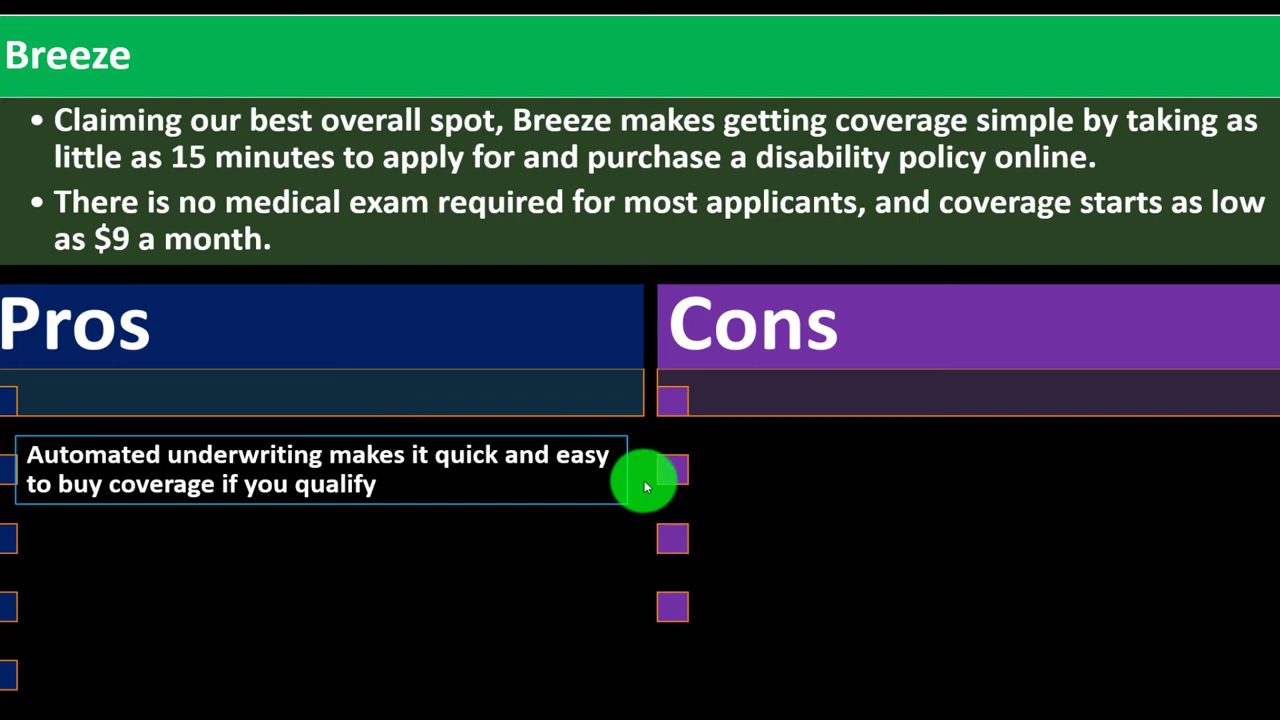 Breeze
• Claiming our best overall spot, Breeze makes getting coverage simple by taking as
little as 15 minutes to apply for and purchase a disability policy online.
• There is no medical exam required for most applicants, and coverage starts as low
as $9 a month.
Pros
Cons
Automated underwriting makes it quick and easy
to buy coverage if you qualify